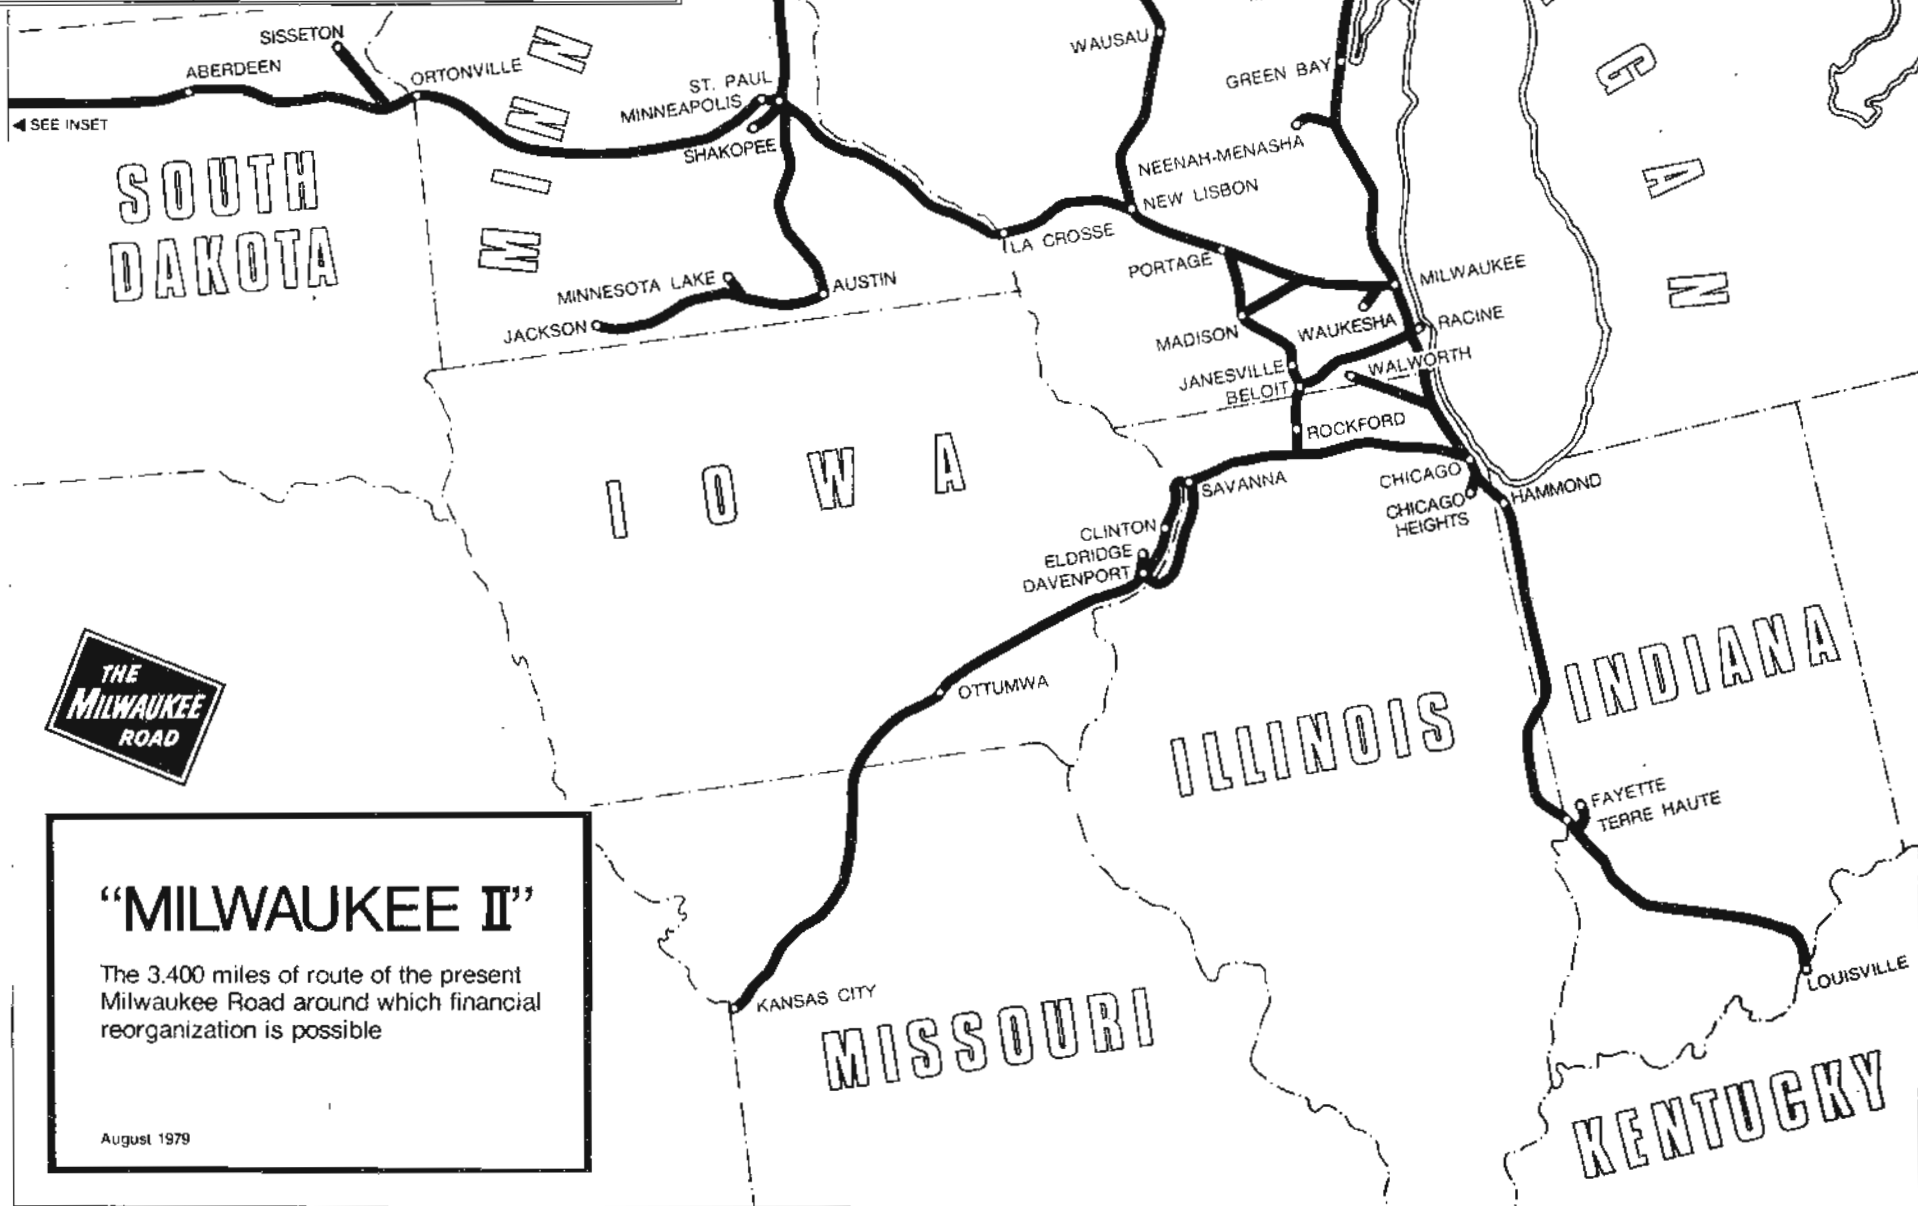 SISSETON
ABERDEEN
ORTONVILLE
◀ SEE INSET
ST. PAUL
MINNEAPOLIS
SHAKOPEE
WAUSAU
GREEN BAY
NEENAH-MENASHA
NEW LISBON
LA CROSSE
PORTAGE
MILWAUKEE
WAUKESHA
RACINE
MADISON
WALWORTH
JANESVILLE
BELOIT
ROCKFORD
MINNESOTA LAKE
AUSTIN
JACKSON
SAVANNA
CHICAGO
CHICAGO
HEIGHTS
HAMMOND
CLINTON
ELDRIDGE
DAVENPORT
OTTUMWA
FAYETTE
TERRE HAUTE
LOUISVILLE
KANSAS CITY
SOUTH
DAKOTA
MINN
GAN
IOWA
ILLINOIS
INDIANA
MISSOURI
KENTUCKY
THE
MILWAUKEE
ROAD
“MILWAUKEE II”
The 3.400 miles of route of the present
Milwaukee Road around which financial
reorganization is possible
August 1979